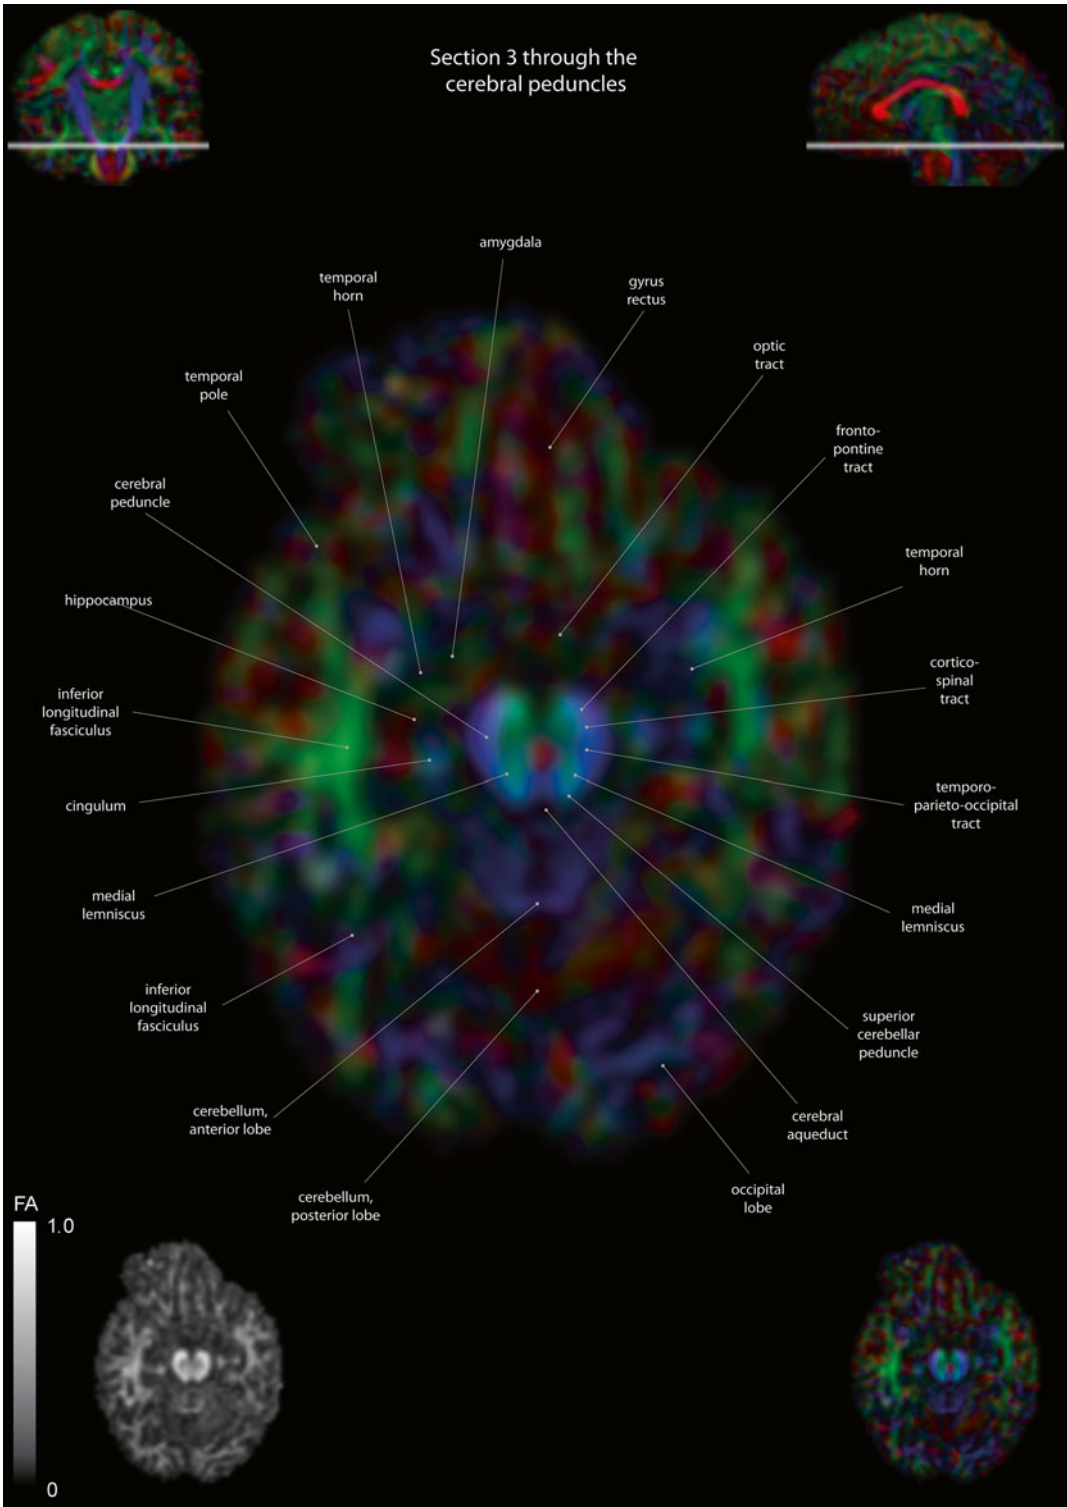 Section 3 through the
cerebral peduncles
amygdala
temporal
horn
gyrus
rectus
optic
tract
temporal
pole
fronto-
pontine
tract
cerebral
peduncle
temporal
horn
hippocampus
cortico-
spinal
tract
inferior
longitudinal
fasciculus
cingulum
temporo-
parieto-occipital
tract
medial
lemniscus
medial
lemniscus
inferior
longitudinal
fasciculus
superior
cerebellar
peduncle
cerebellum,
anterior lobe
cerebral
aqueduct
cerebellum,
posterior lobe
occipital
lobe
FA
1.0
0